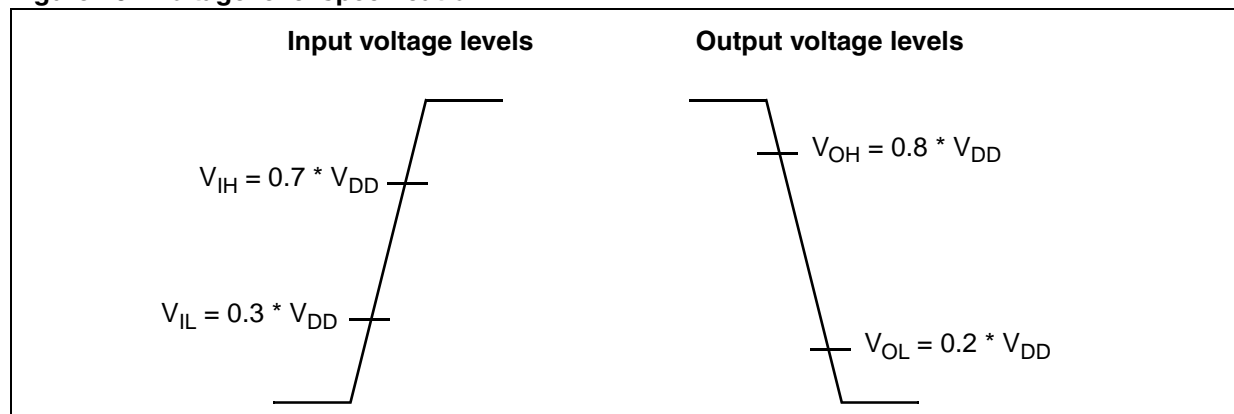 Input voltage levels
Output voltage levels
V_IH = 0.7 * V_DD
V_OH = 0.8 * V_DD
V_IL = 0.3 * V_DD
V_OL = 0.2 * V_DD